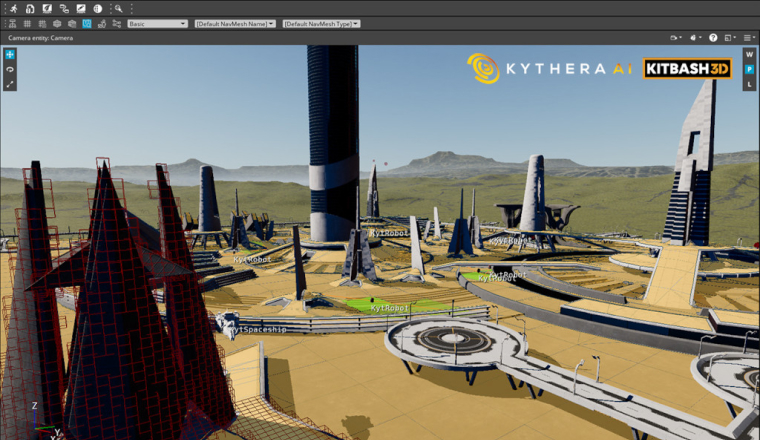 Basic
[Default NavMesh Name]
[Default NavMesh Type]
Camera entity: Camera
KYTHERA AI
KITBASH3D
W
P
L
KytRobot
KytRobot
KytRobot
KytRobot
KytRobot
KytRobot
KytSpaceship
Z
Y
X